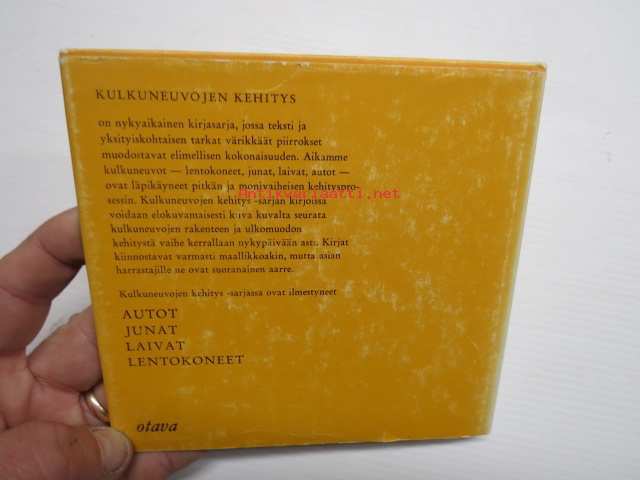 KULKUNEUVOJEN KEHITYS
on nykyaikainen kirjasarja, jossa teksti ja
yksityiskohtaisen tarkat värikkäät piirrokset
muodostavat elimellisen kokonaisuuden. Aikamme
kulkuneuvot — lentokoneet, junat, laivat, autot —
ovat läpikäyneet pitkän ja monivaiheisen kehityspro-
sessin. Kulkuneuvojen kehitys -sarjan kirjoissa
voidaan elokuvamaisesti kuva kuvalta seurata
kulkuneuvojen rakenteen ja ulkomuodon
kehitystä vaihe kerrallaan nykypäivään asti. Kirjat
kiinnostavat varmasti maallikkoakin, mutta asian
harrastajille ne ovat suoranainen aarre.
Kulkuneuvojen kehitys -sarjassa ovat ilmestyneet
AUTOT
JUNAT
LAIVAT
LENTOKONEET
otava
Antikvariaatti.net